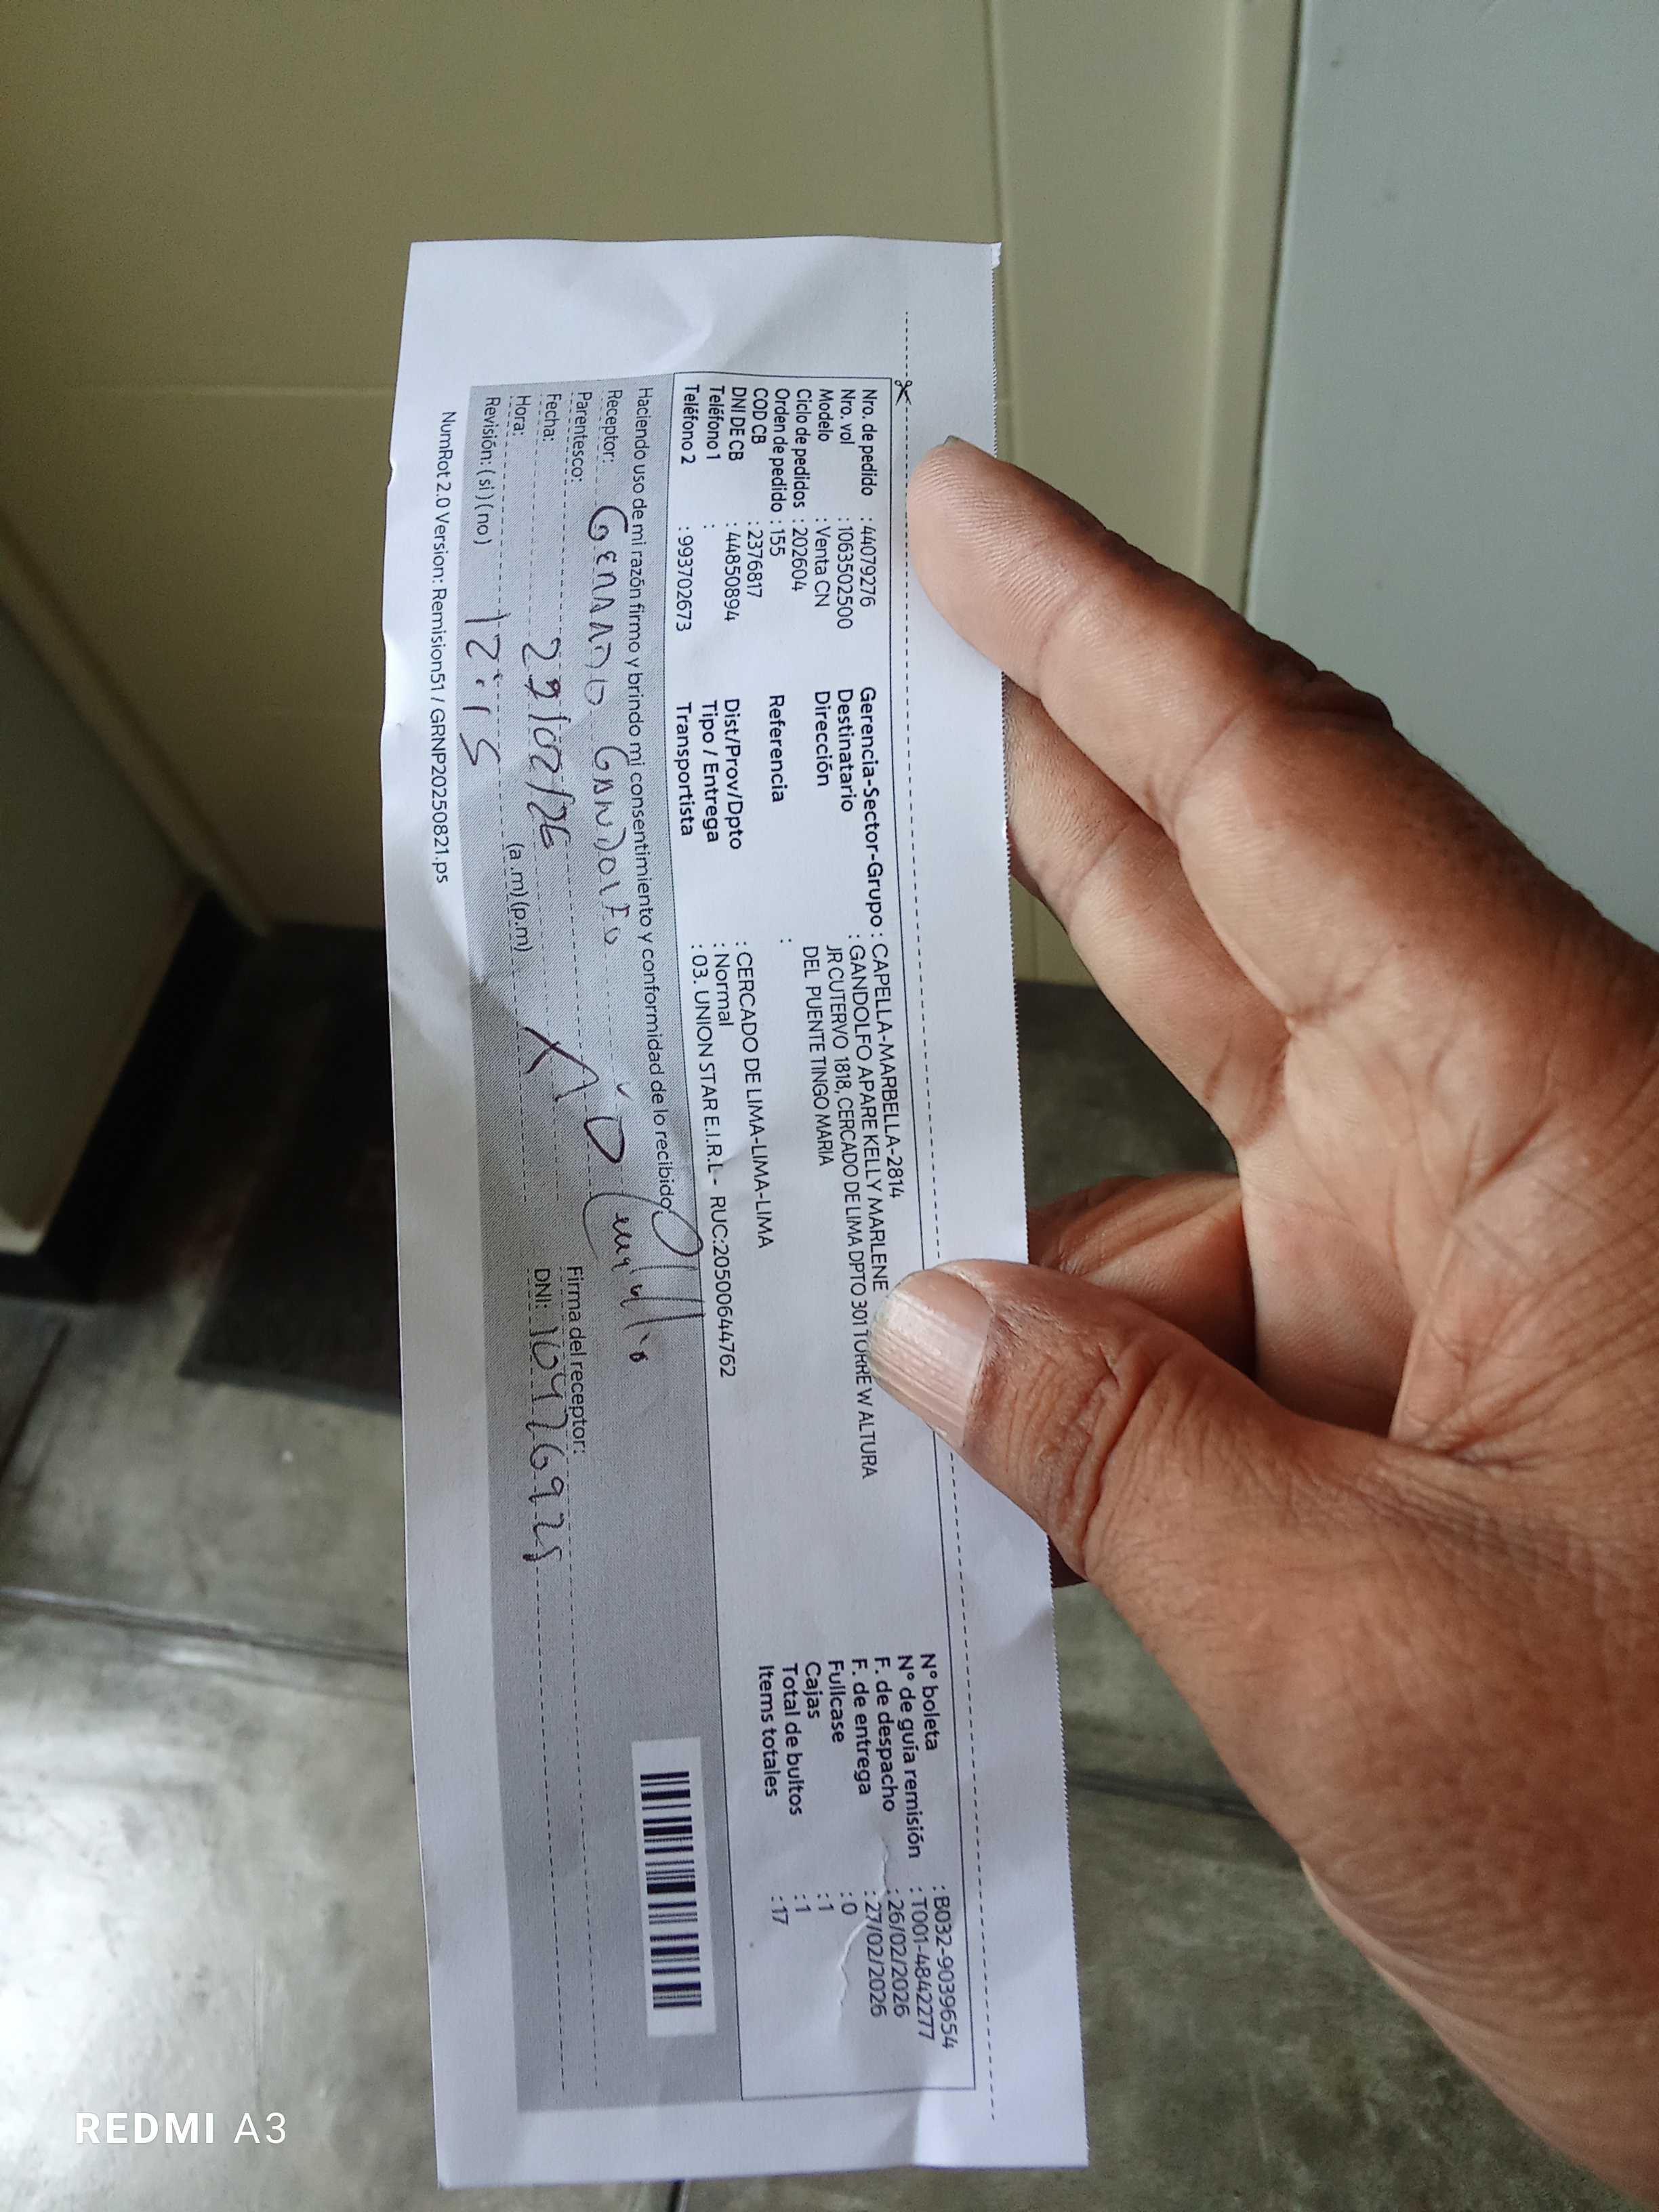 Nro. de pedido : 44079276
Nro. vol : 1063502500
Modelo : Venta CN
Ciclo de pedidos : 202604
Orden de pedido : 155
COD CB : 2376817
DNI DE CB : 44850894
Teléfono 1 :
Teléfono 2 : 993702673
Gerencia-Sector-Grupo : CAPELLA-MARBELLA-2814
Destinatario : GANDOLFO APARE KELLY MARLENE
Dirección JR CUTERVO 1818, CERCADO DE LIMA DPTO 301 TORRE W ALTURA
DEL PUENTE TINGO MARIA
Referencia :
Dist/Prov/Dpto : CERCADO DE LIMA-LIMA-LIMA
Tipo / Entrega : Normal
Transportista : 03. UNION STAR E.I.R.L - RUC:20500644762
N° boleta : B032-9039654
N° de guía remisión : T001-4842277
F. de despacho : 26/02/2026
F. de entrega : 27/02/2026
Fullcase : 0
Cajas : 1
Total de bultos : 1
Items totales : 17
Haciendo uso de mi razón firmo y brindo mi consentimiento y conformidad de lo recibido.
Receptor: GANDOLFO
Parentesco:
Fecha: /02/26
Hora: 12:15 (a.m)(p.m)
Revisión: (si)(no)
Firma del receptor:
DNI:
NumRot 2.0 Version: Remision51 / GRNP20250821.ps
REDMI A3